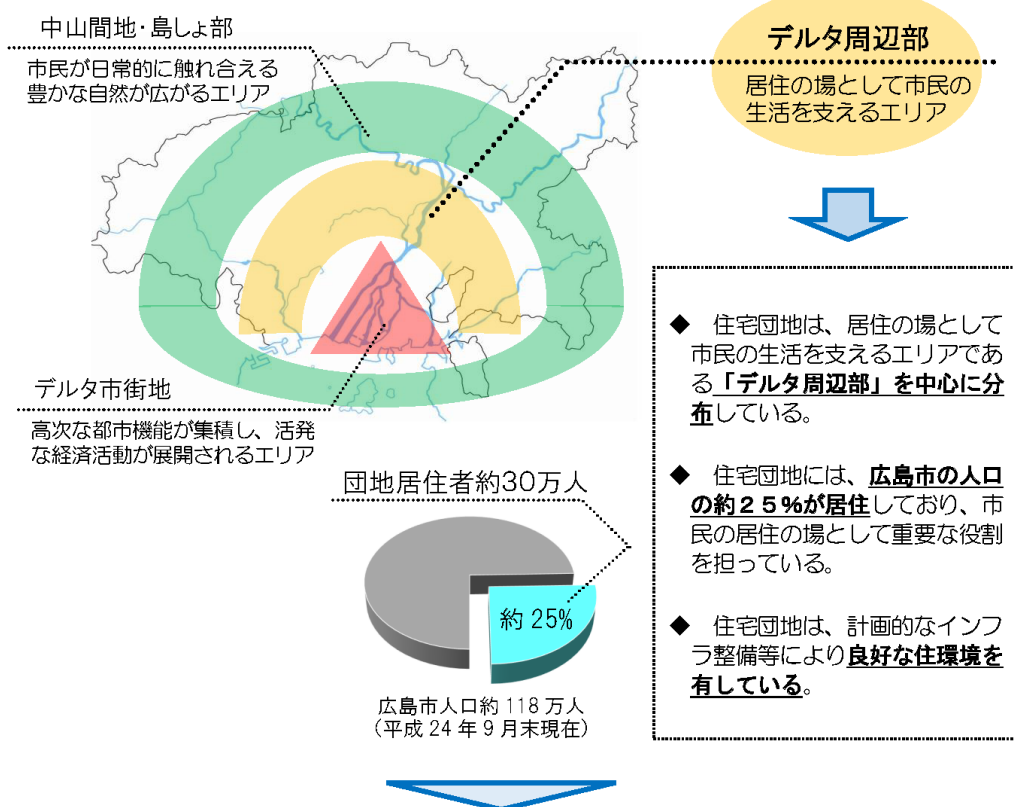 中山間地・島しょ部
市民が日常的に触れ合える
豊かな自然が広がるエリア
デルタ周辺部
居住の場として市民の
生活を支えるエリア
デルタ市街地
高次な都市機能が集積し、活発
な経済活動が展開されるエリア
団地居住者約30万人
約 25%
広島市人口約 118 万人
（平成 24 年 9 月末現在）
◆　住宅団地は、居住の場として
市民の生活を支えるエリアであ
る「デルタ周辺部」を中心に分
布している。
◆　住宅団地には、広島市の人口
の約２５%が居住しており、市
民の居住の場として重要な役割
を担っている。
◆　住宅団地は、計画的なインフ
ラ整備等により良好な住環境を
有している。